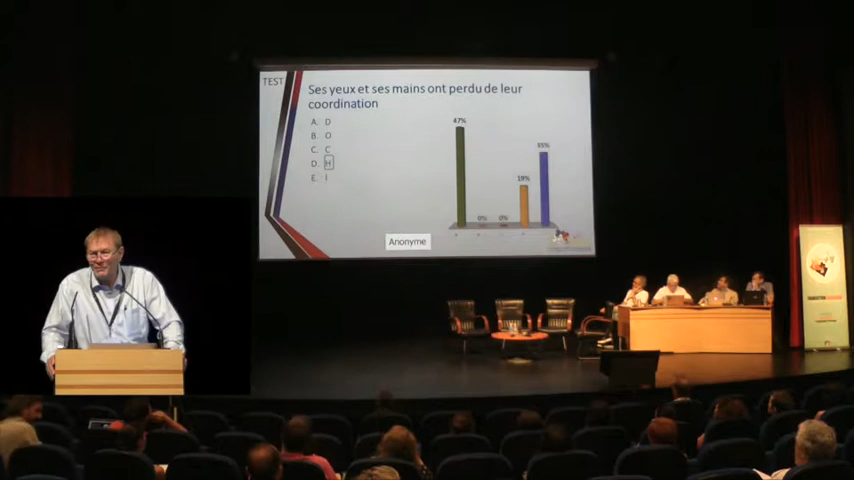 TEST
Ses yeux et ses mains ont perdu de leur
coordination
A. D
B. O
C. C
D. H
E. I
47%
0%
0%
19%
35%
Anonyme